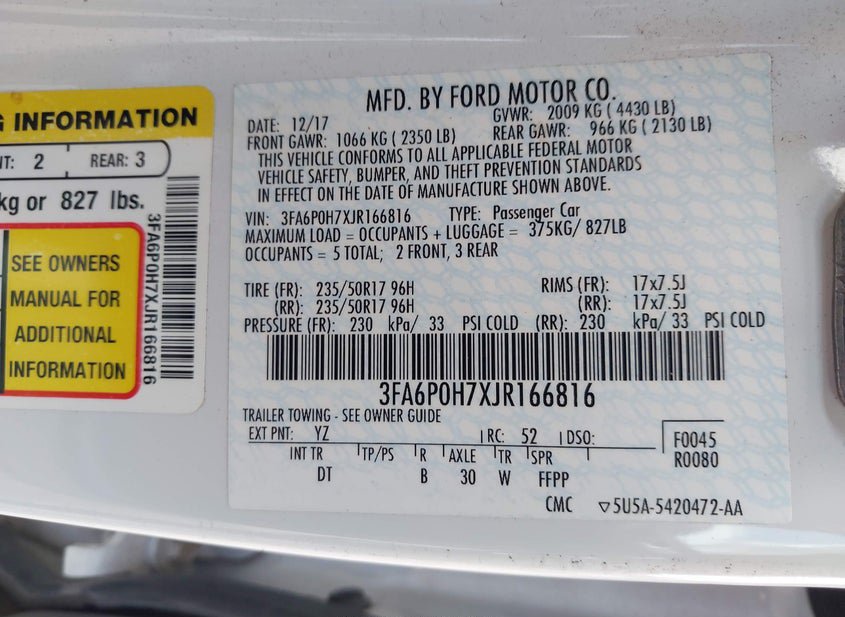 G INFORMATION
NT: 2 REAR: 3
kg or 827 lbs.
SEE OWNERS
MANUAL FOR
ADDITIONAL
INFORMATION
3FA6P0H7XJR166816
MFD. BY FORD MOTOR CO.
DATE: 12/17 GVWR: 2009 KG ( 4430 LB)
FRONT GAWR: 1066 KG ( 2350 LB) REAR GAWR: 966 KG ( 2130 LB)
THIS VEHICLE CONFORMS TO ALL APPLICABLE FEDERAL MOTOR
VEHICLE SAFETY, BUMPER, AND THEFT PREVENTION STANDARDS
IN EFFECT ON THE DATE OF MANUFACTURE SHOWN ABOVE.
VIN: 3FA6P0H7XJR166816 TYPE: Passenger Car
MAXIMUM LOAD = OCCUPANTS + LUGGAGE = 375KG/ 827LB
OCCUPANTS = 5 TOTAL; 2 FRONT, 3 REAR
TIRE (FR): 235/50R17 96H RIMS (FR): 17x7.5J
(RR): 235/50R17 96H (RR): 17x7.5J
PRESSURE (FR): 230 kPa/ 33 PSI COLD (RR): 230 kPa/ 33 PSI COLD
3FA6P0H7XJR166816
TRAILER TOWING - SEE OWNER GUIDE
EXT PNT: YZ RC: 52 DSO: F0045
INT TR TP/PS R AXLE TR SPR R0080
DT B 30 W FFPP
CMC ▽5U5A-5420472-AA